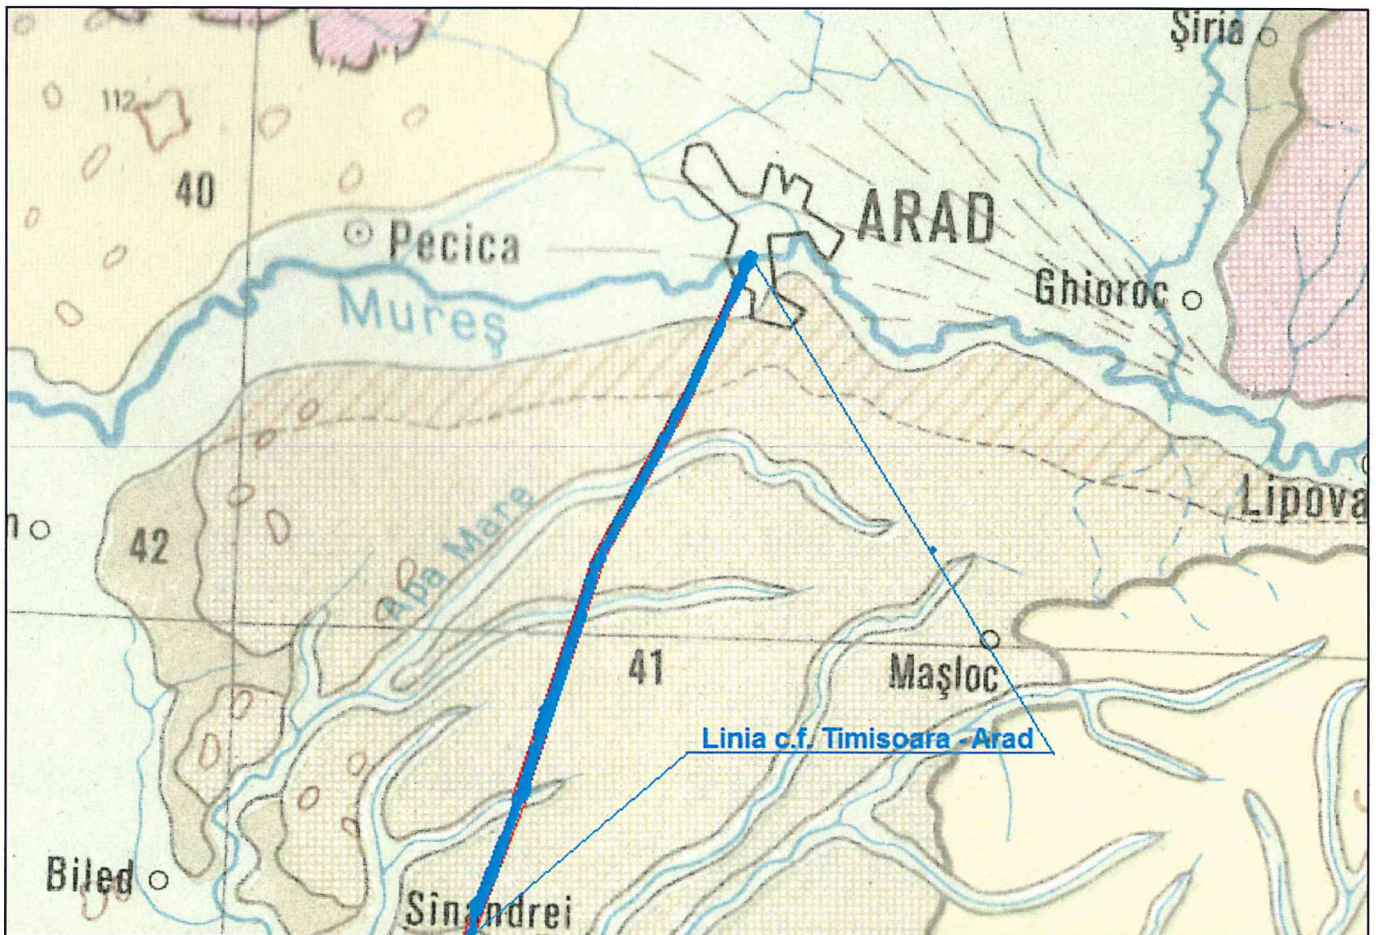 Şiria
112
40
ARAD
Pecica
Ghioroc
Mureş
Lipova
42
Apa Mare
41
Maşloc
Linia c.f. Timisoara - Arad
Biled
Sînandrei